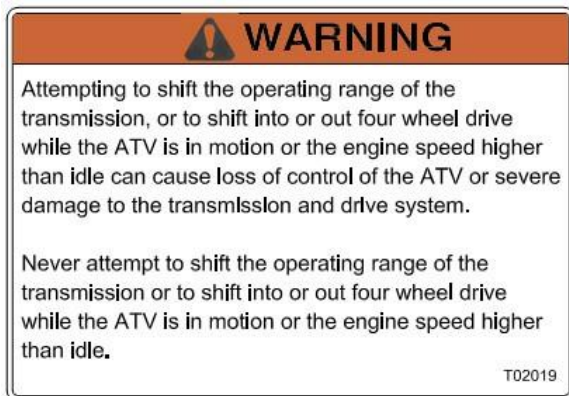 WARNING
Attempting to shift the operating range of the
transmission, or to shift into or out four wheel drive
while the ATV is in motion or the engine speed higher
than idle can cause loss of control of the ATV or severe
damage to the transmission and drive system.
Never attempt to shift the operating range of the
transmission or to shift into or out four wheel drive
while the ATV is in motion or the engine speed higher
than idle.
T02019